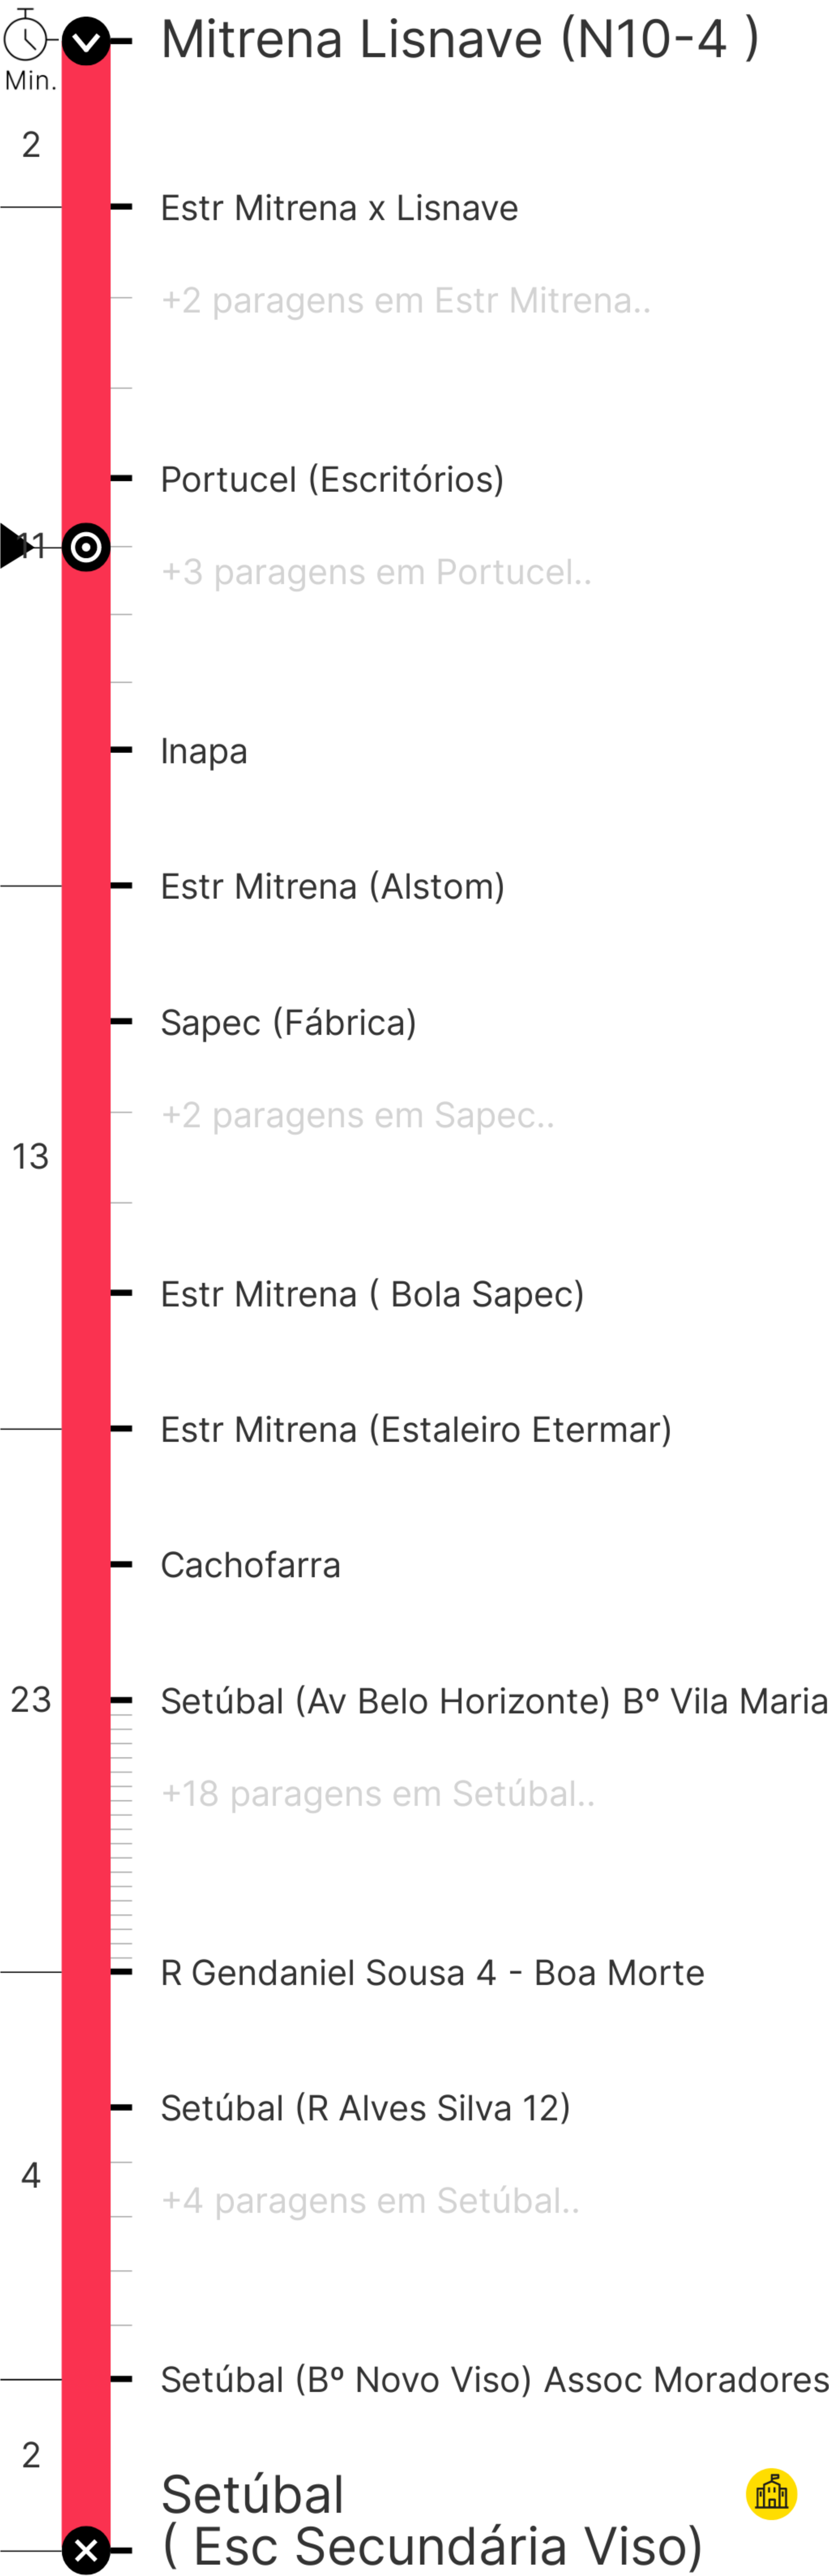 Mitrena Lisnave (N10-4 )
Min.
2
Estr Mitrena x Lisnave
+2 paragens em Estr Mitrena..
Portucel (Escritórios)
11
+3 paragens em Portucel..
Inapa
Estr Mitrena (Alstom)
Sapec (Fábrica)
+2 paragens em Sapec..
13
Estr Mitrena ( Bola Sapec)
Estr Mitrena (Estaleiro Etermar)
Cachofarra
23
Setúbal (Av Belo Horizonte) Bº Vila Maria
+18 paragens em Setúbal..
R Gendaniel Sousa 4 - Boa Morte
Setúbal (R Alves Silva 12)
4
+4 paragens em Setúbal..
Setúbal (Bº Novo Viso) Assoc Moradores
2
Setúbal
( Esc Secundária Viso)